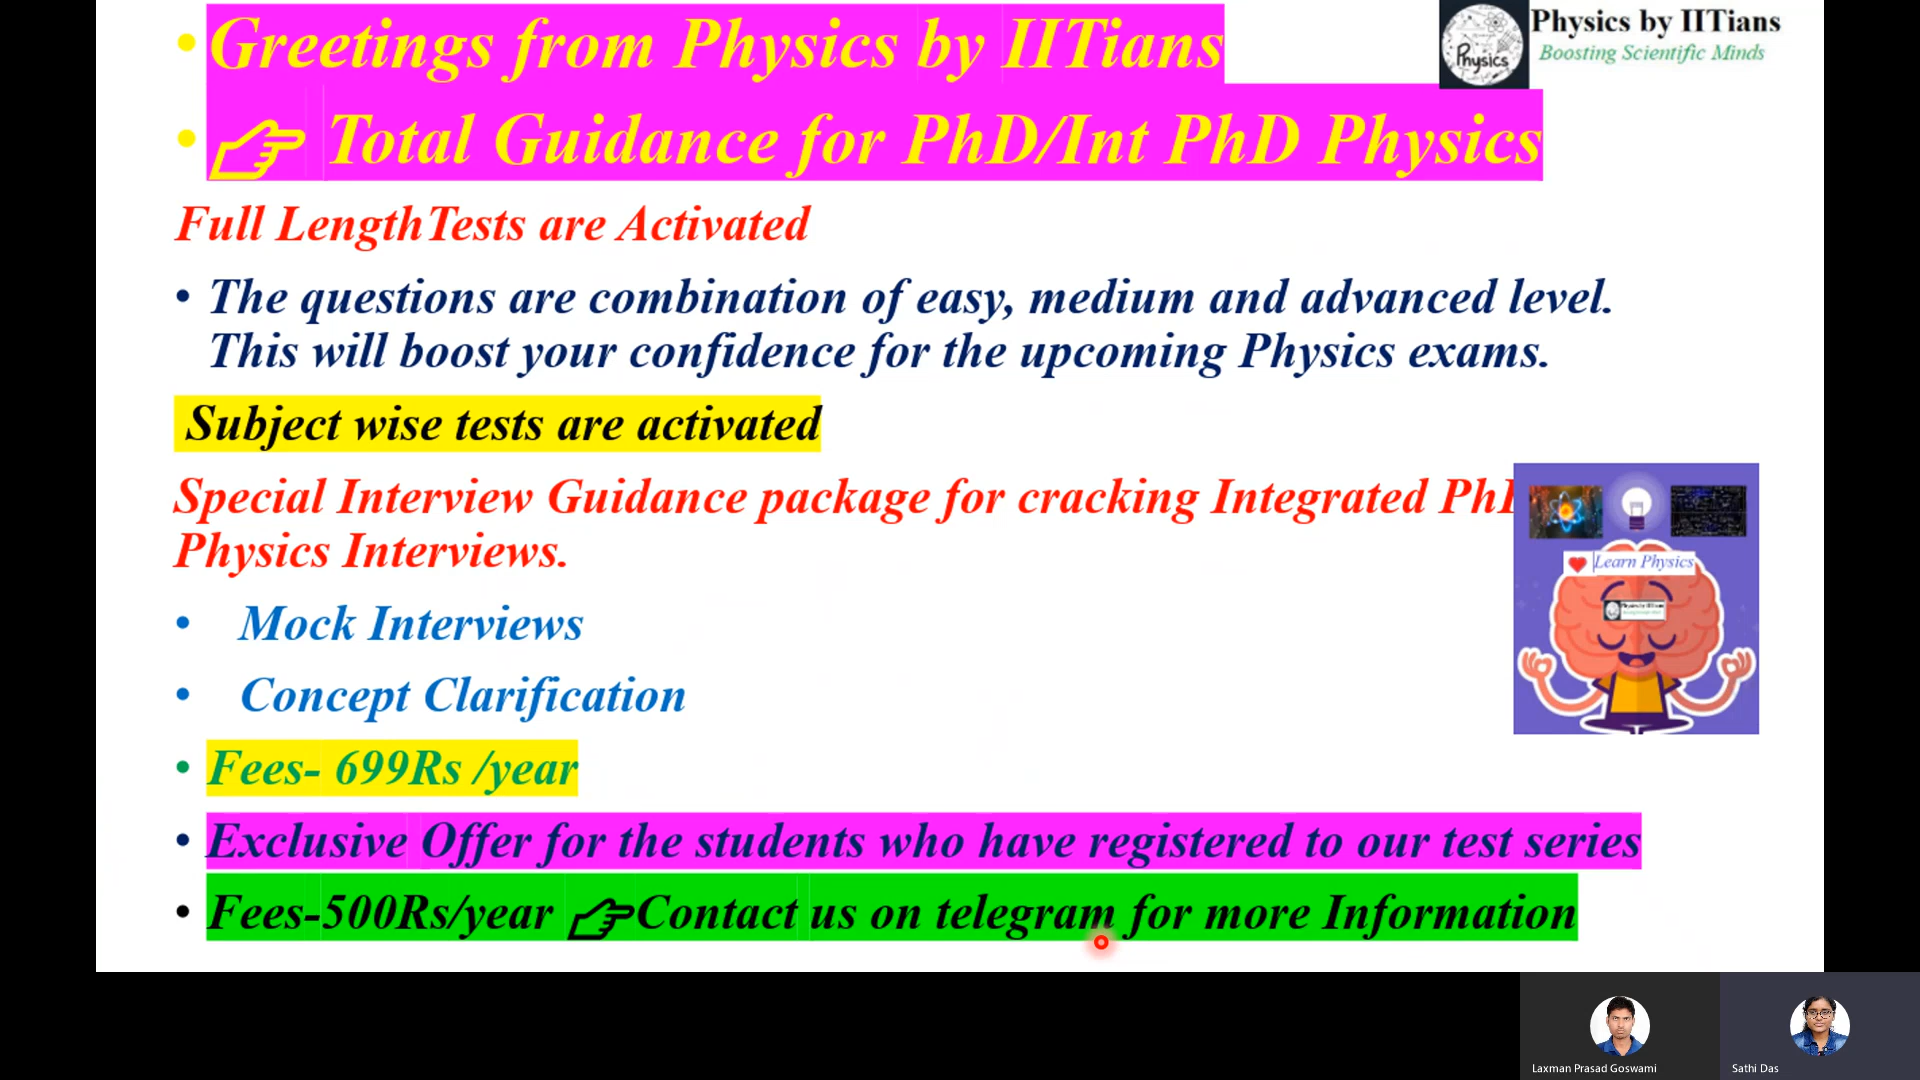 Greetings from Physics by IITians
Physics
Physics by IITians
Boosting Scientific Minds
Total Guidance for PhD/Int PhD Physics
Full LengthTests are Activated
The questions are combination of easy, medium and advanced level.
This will boost your confidence for the upcoming Physics exams.
Subject wise tests are activated
Special Interview Guidance package for cracking Integrated
Physics Interviews.
Learn Physics
Physics by IITians
Mock Interviews
Concept Clarification
Fees- 699Rs /year
Exclusive Offer for the students who have registered to our test series
Fees-500Rs/year 👉Contact us on telegram for more Information
Laxman Prasad Goswami
Sathi Das